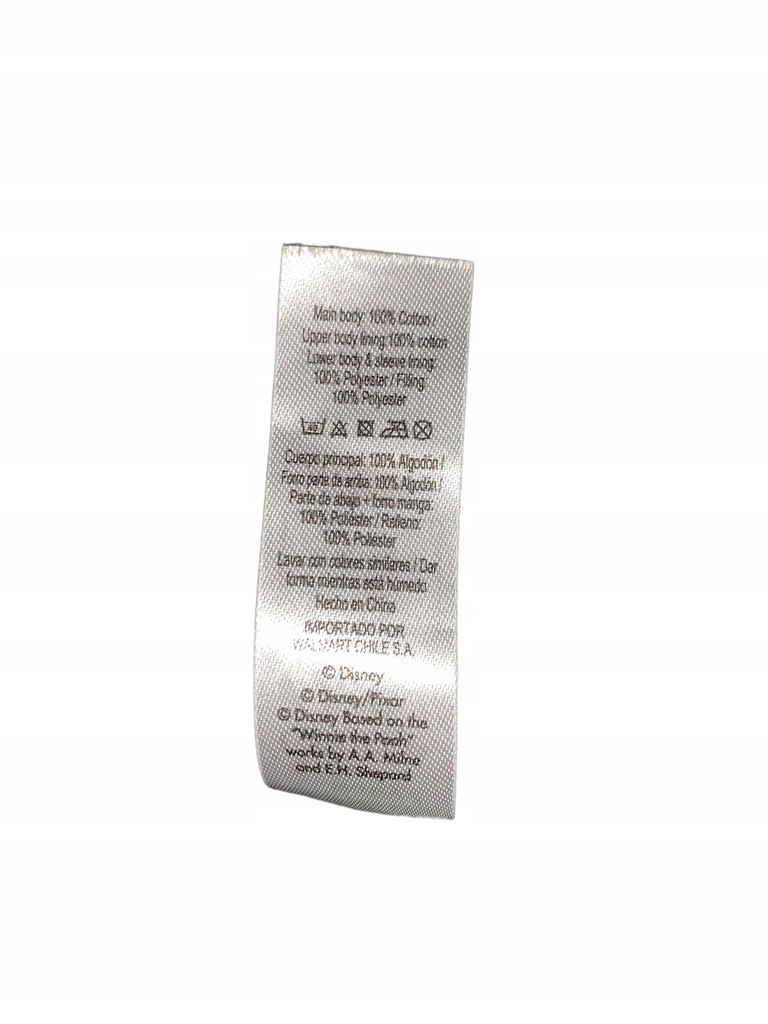 Main body: 100% Cotton /
Upper body lining:100% cotton
Lower body & sleeve lining:
100% Polyester / Filling:
100% Polyester
40
Cuerpo principal: 100% Algodón /
Forro parte de arriba: 100% Algodón /
Parte de abajo + forro manga:
100% Poliester / Relleno:
100% Poliester
Lavar con colores similares / Dar
forma mientras está húmedo
Hecho en China
IMPORTADO POR
WALMART CHILE S.A.
© Disney
© Disney/Pixar
© Disney Based on the
"Winnie the Pooh"
works by A.A. Milne
and E.H. Shepard